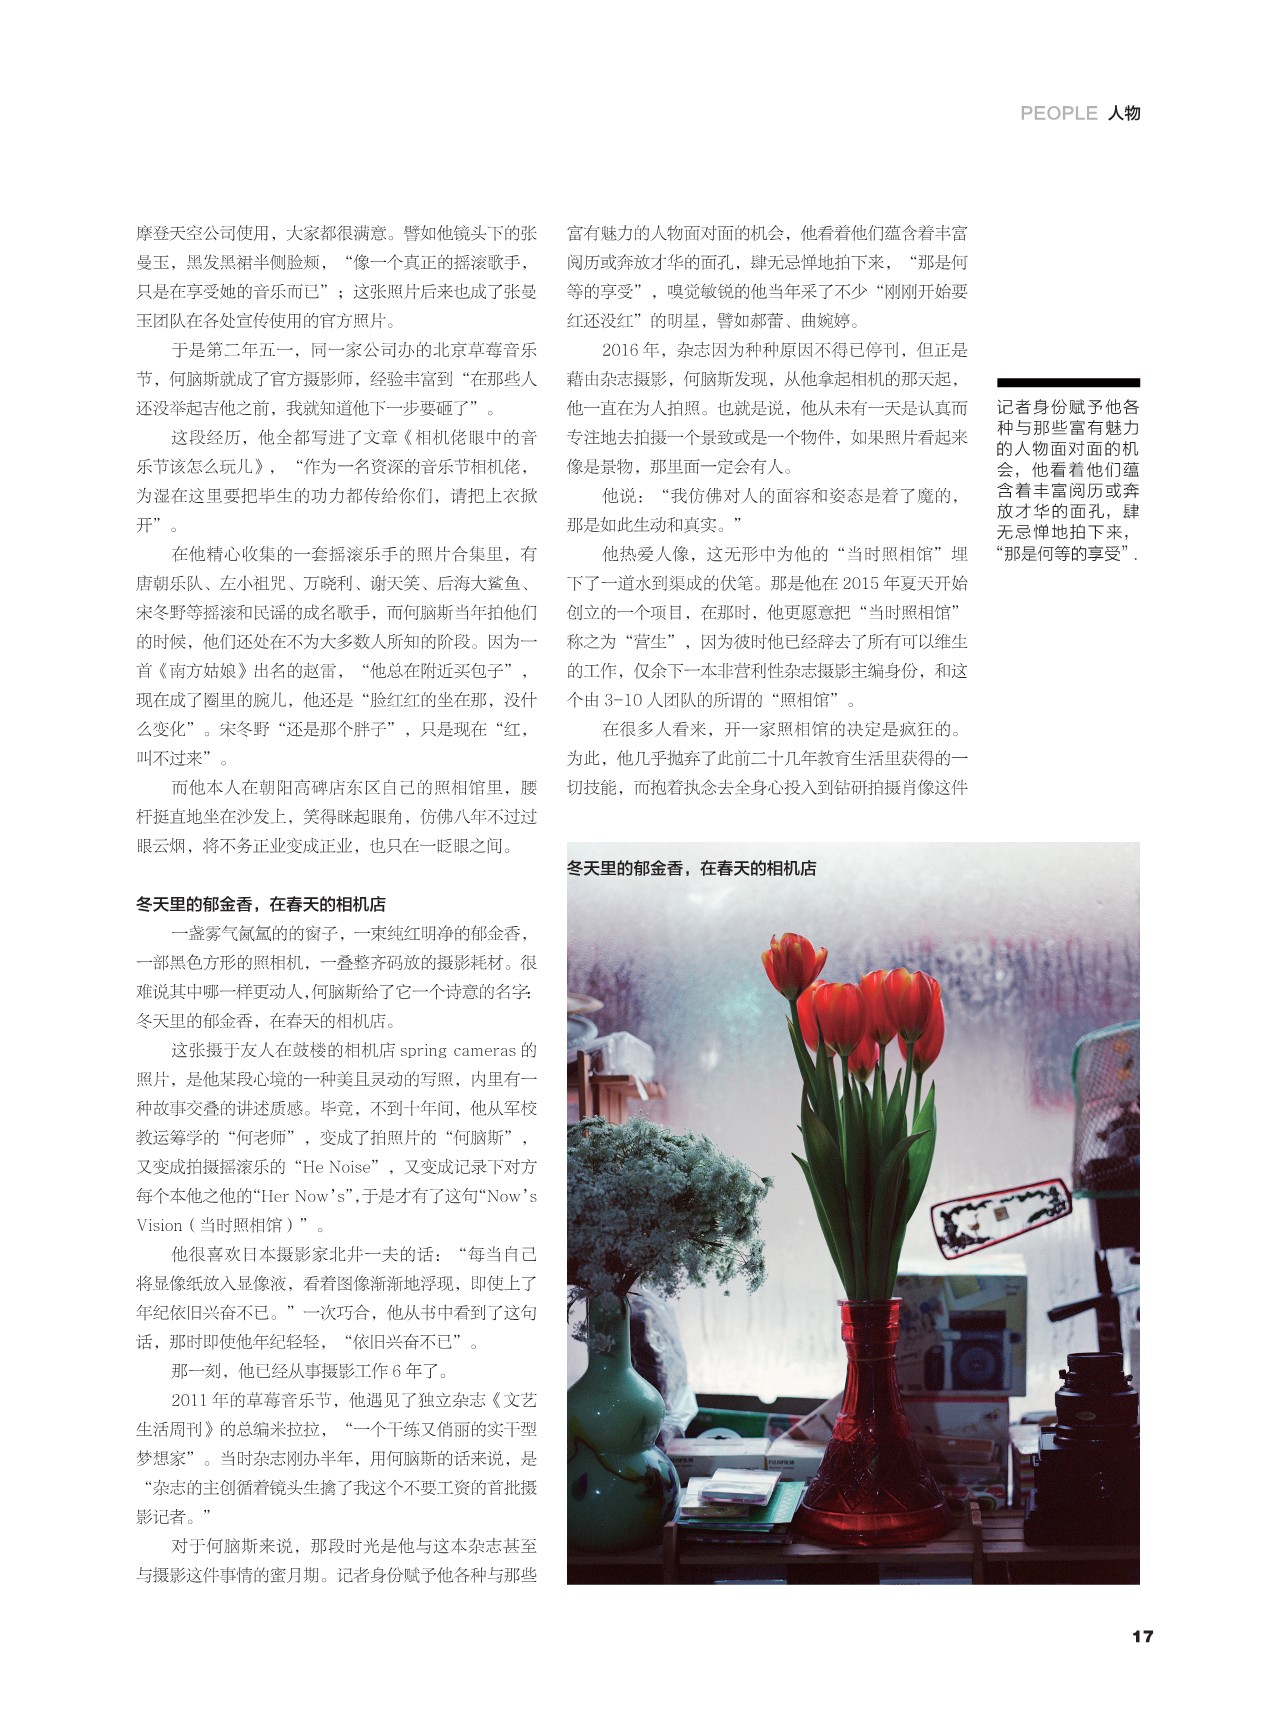 PEOPLE 人物
摩登天空公司使用，大家都很满意。譬如他镜头下的张
曼玉，黑发黑裙半侧脸颊，“像一个真正的摇滚歌手，
只是在享受她的音乐而已”；这张照片后来也成了张曼
玉团队在各处宣传使用的官方照片。
于是第二年五一，同一家公司办的北京草莓音乐
节，何脑斯就成了官方摄影师，经验丰富到“在那些人
还没举起吉他之前，我就知道他下一步要砸了”。
这段经历，他全都写进了文章《相机佬眼中的音
乐节该怎么玩儿》，“作为一名资深的音乐节相机佬，
为湿在这里要把毕生的功力都传给你们，请把上衣掀
开”。
在他精心收集的一套摇滚乐手的照片合集里，有
唐朝乐队、左小祖咒、万晓利、谢天笑、后海大鲨鱼、
宋冬野等摇滚和民谣的成名歌手，而何脑斯当年拍他们
的时候，他们还处在不为大多数人所知的阶段。因为一
首《南方姑娘》出名的赵雷，“他总在附近买包子”，
现在成了圈里的腕儿，他还是“脸红红的坐在那，没什
么变化”。宋冬野“还是那个胖子”，只是现在“红，
叫不过来”。
而他本人在朝阳高碑店东区自己的照相馆里，腰
杆挺直地坐在沙发上，笑得眯起眼角，仿佛八年不过过
眼云烟，将不务正业变成正业，也只在一眨眼之间。
冬天里的郁金香，在春天的相机店
一盏雾气氤氲的的窗子，一束纯红明净的郁金香，
一部黑色方形的照相机，一叠整齐码放的摄影耗材。很
难说其中哪一样更动人，何脑斯给了它一个诗意的名字：
冬天里的郁金香，在春天的相机店。
这张摄于友人在鼓楼的相机店 spring cameras 的
照片，是他某段心境的一种美且灵动的写照，内里有一
种故事交叠的讲述质感。毕竟，不到十年间，他从军校
教运筹学的“何老师”，变成了拍照片的“何脑斯”，
又变成拍摄摇滚乐的“He Noise”，又变成记录下对方
每个本他之他的“Her Now’s”，于是才有了这句“Now’s
Vision（当时照相馆）”。
他很喜欢日本摄影家北井一夫的话：“每当自己
将显像纸放入显像液，看着图像渐渐地浮现，即使上了
年纪依旧兴奋不已。”一次巧合，他从书中看到了这句
话，那时即使他年纪轻轻，“依旧兴奋不已”。
那一刻，他已经从事摄影工作 6 年了。
2011 年的草莓音乐节，他遇见了独立杂志《文艺
生活周刊》的总编米拉拉，“一个干练又俏丽的实干型
梦想家”。当时杂志刚办半年，用何脑斯的话来说，是
“杂志的主创循着镜头生擒了我这个不要工资的首批摄
影记者。”
对于何脑斯来说，那段时光是他与这本杂志甚至
与摄影这件事情的蜜月期。记者身份赋予他各种与那些
富有魅力的人物面对面的机会，他看着他们蕴含着丰富
阅历或奔放才华的面孔，肆无忌惮地拍下来，“那是何
等的享受”，嗅觉敏锐的他当年采了不少“刚刚开始要
红还没红”的明星，譬如郝蕾、曲婉婷。
2016 年，杂志因为种种原因不得已停刊，但正是
藉由杂志摄影，何脑斯发现，从他拿起相机的那天起，
他一直在为人拍照。也就是说，他从未有一天是认真而
专注地去拍摄一个景致或是一个物件，如果照片看起来
像是景物，那里面一定会有人。
他说：“我仿佛对人的面容和姿态是着了魔的，
那是如此生动和真实。”
他热爱人像，这无形中为他的“当时照相馆”埋
下了一道水到渠成的伏笔。那是他在 2015 年夏天开始
创立的一个项目，在那时，他更愿意把“当时照相馆”
称之为“营生”，因为彼时他已经辞去了所有可以维生
的工作，仅余下一本非营利性杂志摄影主编身份，和这
个由 3-10 人团队的所谓的“照相馆”。
在很多人看来，开一家照相馆的决定是疯狂的。
为此，他几乎抛弃了此前二十几年教育生活里获得的一
切技能，而抱着执念去全身心投入到钻研拍摄肖像这件
记者身份赋予他各
种与那些富有魅力
的人物面对面的机
会，他看着他们蕴
含着丰富阅历或奔
放才华的面孔，肆
无忌惮地拍下来，
“那是何等的享受”.
冬天里的郁金香，在春天的相机店
17